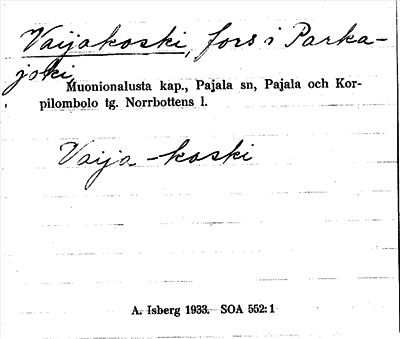 Vaijakoski, fors i Parka-
joki,
Muonionalusta kap., Pajala sn, Pajala och Kor-
pilombolo tg. Norrbottens l.
Vaija-koski
A. Isberg 1933. SOA 552:1